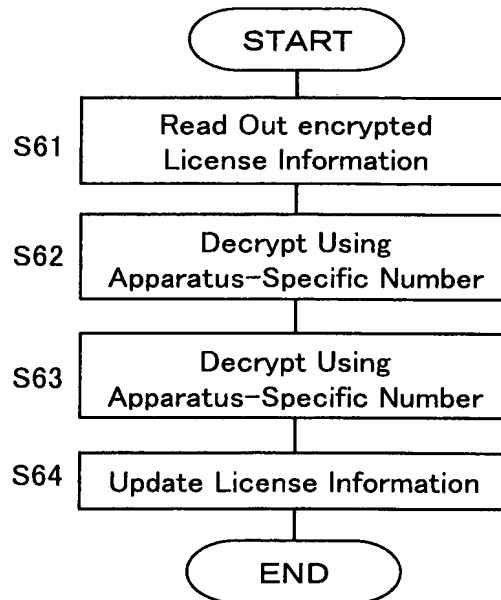 START
S61
Read Out encrypted
License Information
S62
Decrypt Using
Apparatus-Specific Number
S63
Decrypt Using
Apparatus-Specific Number
S64
Update License Information
END